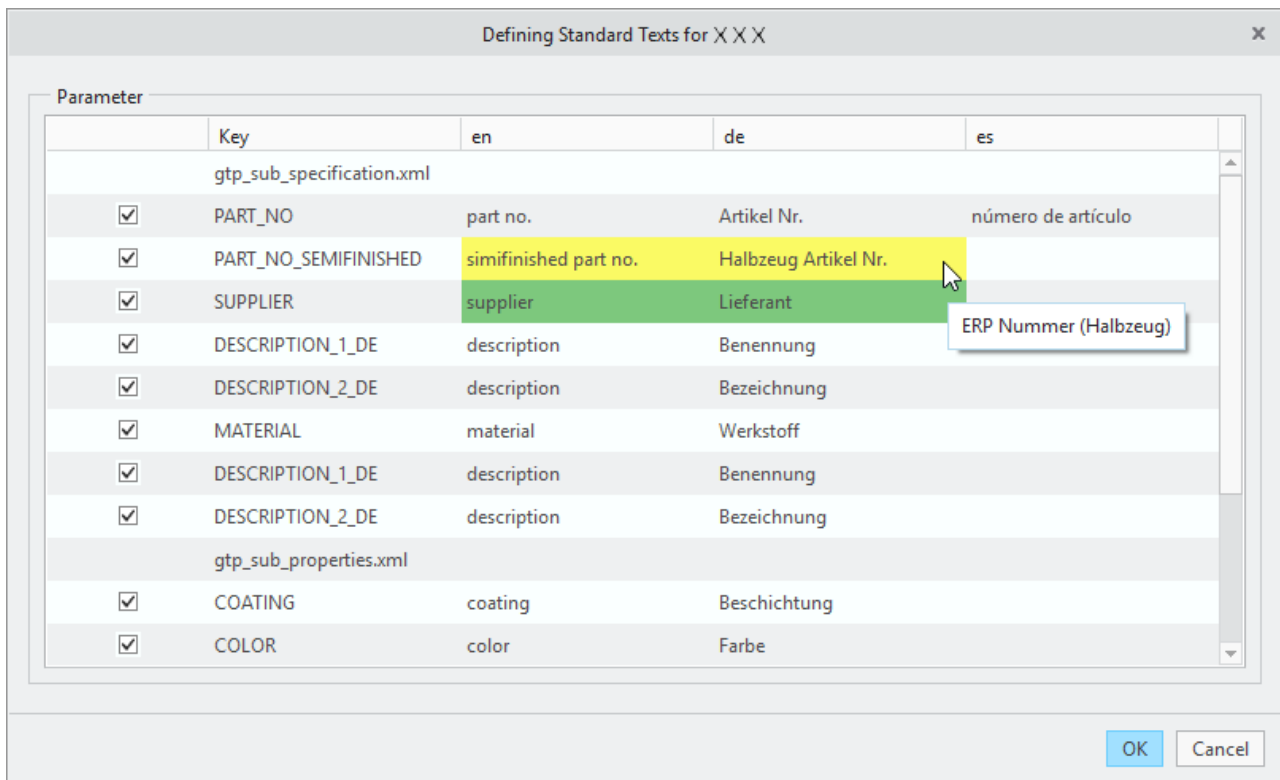 Defining Standard Texts for X X X x
Parameter
Key en de es
gtp_sub_specification.xml
PART_NO part no. Artikel Nr. número de artículo
PART_NO_SEMIFINISHED simifinished part no. Halbzeug Artikel Nr.
SUPPLIER supplier Lieferant
ERP Nummer (Halbzeug)
DESCRIPTION_1_DE description Benennung
DESCRIPTION_2_DE description Bezeichnung
MATERIAL material Werkstoff
DESCRIPTION_1_DE description Benennung
DESCRIPTION_2_DE description Bezeichnung
gtp_sub_properties.xml
COATING coating Beschichtung
COLOR color Farbe
OK Cancel